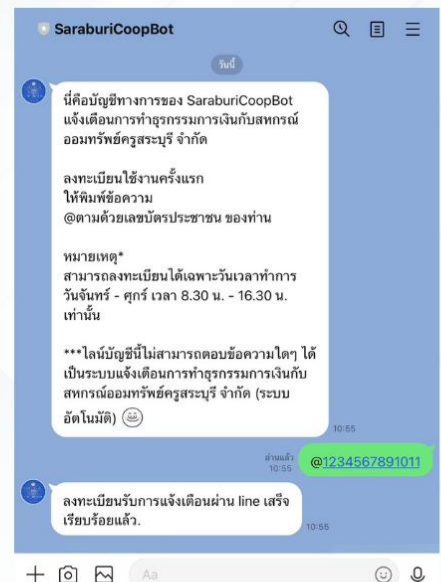 SaraburiCoopBot
วันนี้
นี่คือบัญชีทางการของ SaraburiCoopBot
แจ้งเตือนการทำธุรกรรมการเงินกับสหกรณ์
ออมทรัพย์ครูสระบุรี จำกัด
ลงทะเบียนใช้งานครั้งแรก
ให้พิมพ์ข้อความ
@ตามด้วยเลขบัตรประชาชน ของท่าน
หมายเหตุ*
สามารถลงทะเบียนได้เฉพาะวันเวลาทำการ
วันจันทร์ - ศุกร์ เวลา 8.30 น. - 16.30 น.
เท่านั้น
***ไลน์บัญชีนี้ไม่สามารถตอบข้อความใดๆ ได้
เป็นระบบแจ้งเตือนการทำธุรกรรมการเงินกับ
สหกรณ์ออมทรัพย์ครูสระบุรี จำกัด (ระบบ
อัตโนมัติ)
10:55
อ่านแล้ว
10:55
@1234567891011
ลงทะเบียนรับการแจ้งเตือนผ่าน line เสร็จ
เรียบร้อยแล้ว.
10:55
Aa